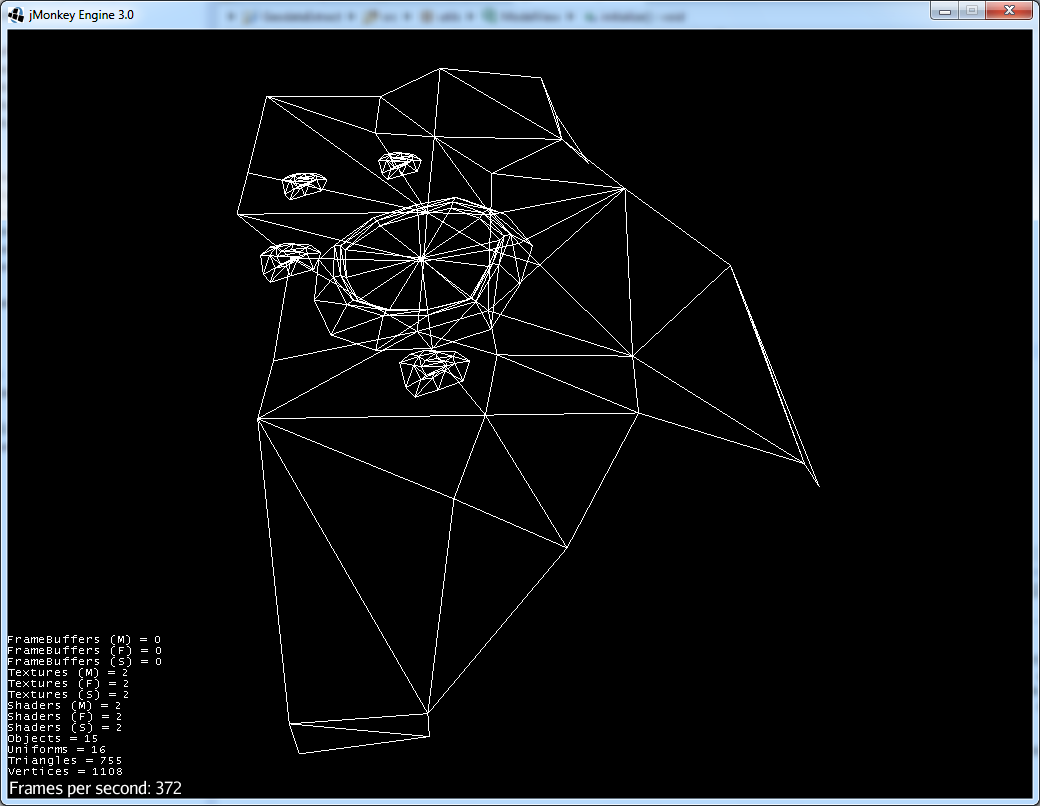 jMonkey Engine 3.0
FrameBuffers (M) = 0
FrameBuffers (F) = 0
FrameBuffers (S) = 0
Textures (M) = 2
Textures (F) = 2
Textures (S) = 2
Shaders (M) = 2
Shaders (F) = 2
Shaders (S) = 2
Objects = 15
Uniforms = 16
Triangles = 755
Vertices = 1108
Frames per second: 372